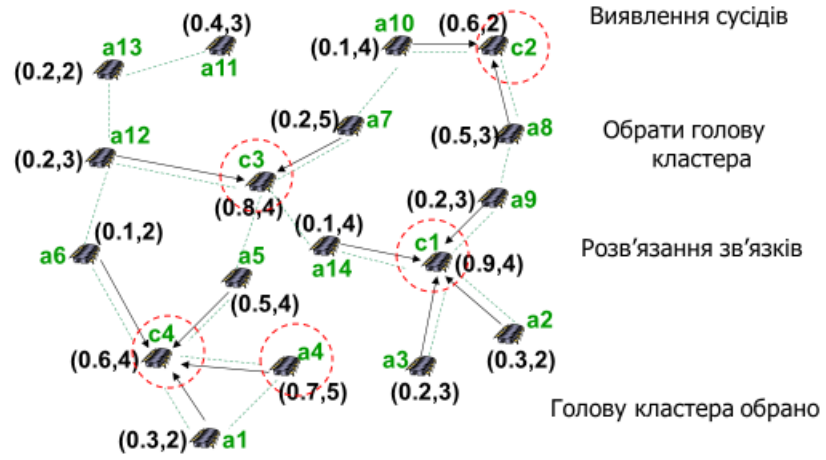 (0.4,3)
a13
a10
(0.6,2)
Виявлення сусідів
(0.2,2)
a11
(0.1,4)
c2
a12
(0.2,5)
a7
(0.5,3)
a8
Обрати голову
кластера
(0.2,3)
c3
(0.8,4)
(0.2,3)
a9
(0.1,2)
(0.1,4)
c1
Розв’язання зв’язків
a6
a5
a14
(0.9,4)
(0.5,4)
c4
a2
(0.6,4)
a4
a3
(0.3,2)
(0.7,5)
(0.2,3)
Голову кластера обрано
(0.3,2)
a1